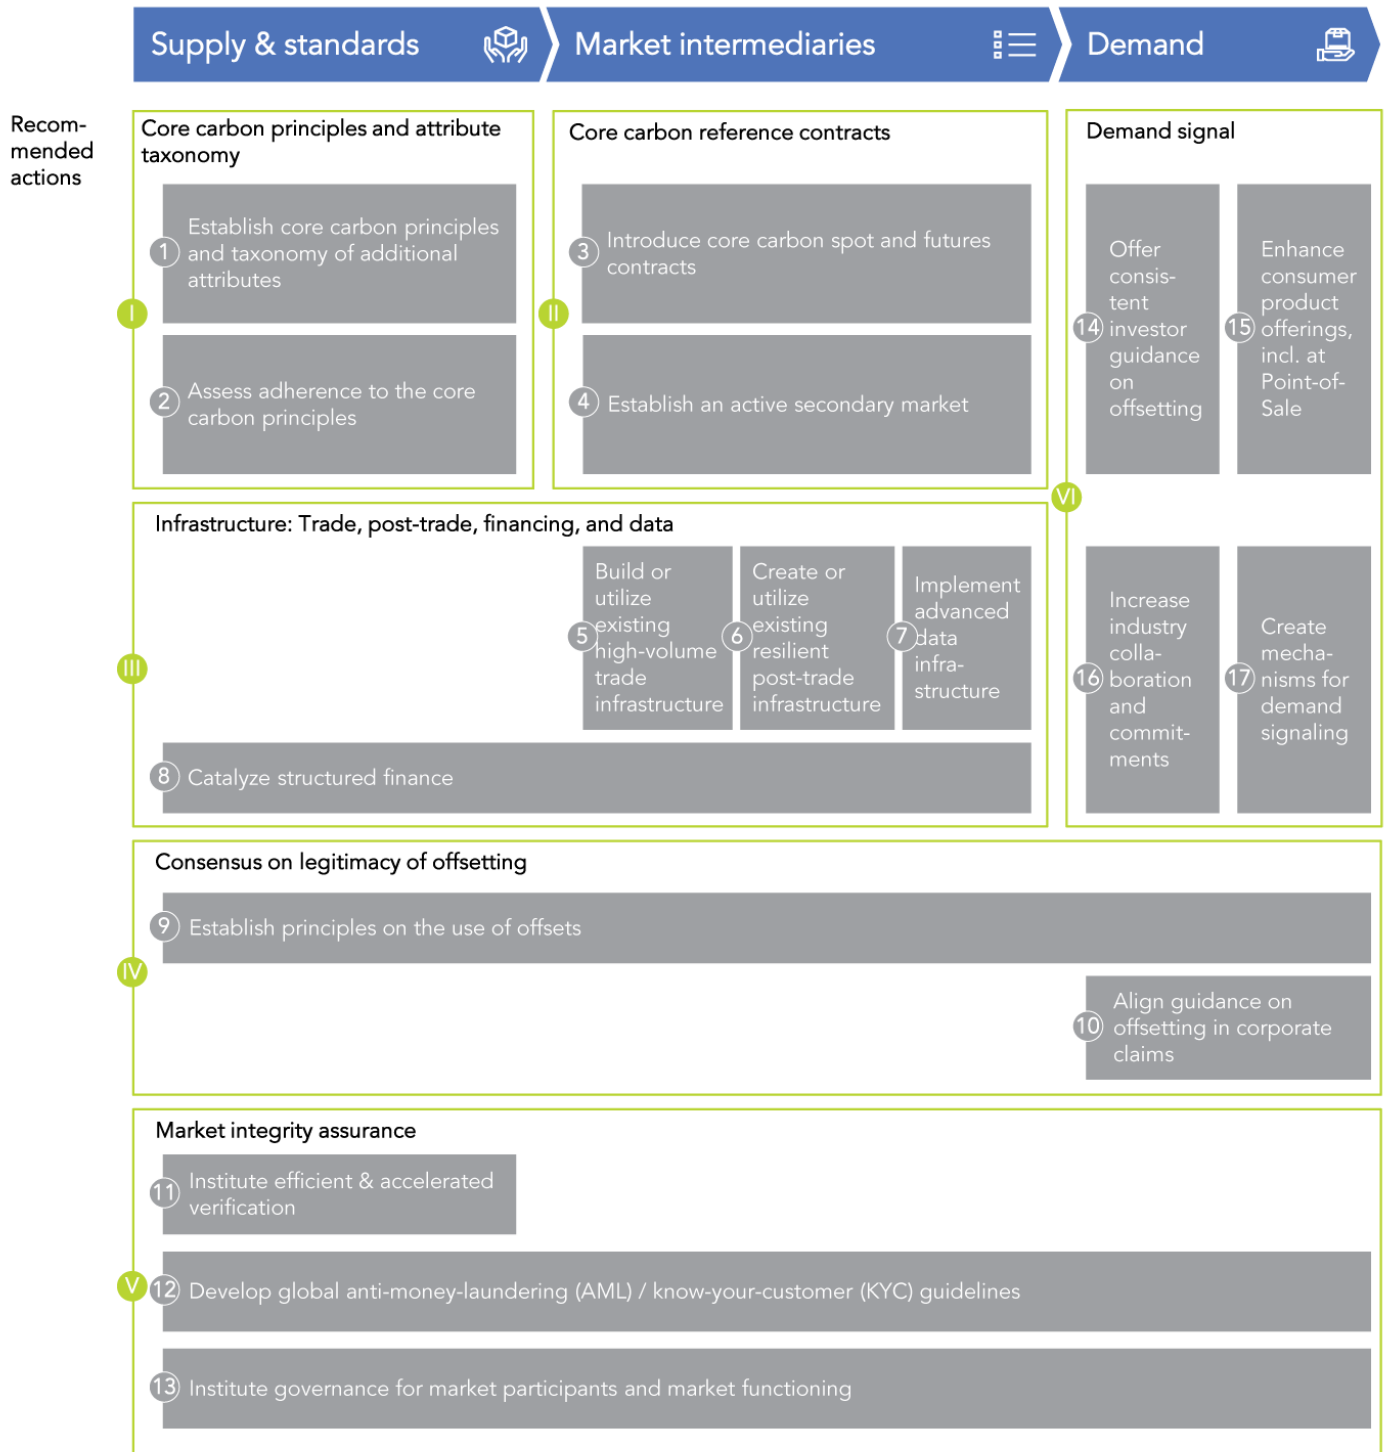 Supply & standards
Market intermediaries
Demand
Recom-
mended
actions
Core carbon principles and attribute
taxonomy
1
Establish core carbon principles
and taxonomy of additional
attributes
I
2
Assess adherence to the core
carbon principles
Core carbon reference contracts
3
Introduce core carbon spot and futures
contracts
II
4
Establish an active secondary market
Demand signal
14
Offer
consis-
tent
investor
guidance
on
offsetting
15
Enhance
consumer
product
offerings,
incl. at
Point-of-
Sale
VI
16
Increase
industry
colla-
boration
and
commit-
ments
17
Create
mecha-
nisms for
demand
signaling
Infrastructure: Trade, post-trade, financing, and data
III
5
Build or
utilize
existing
high-volume
trade
infrastructure
6
Create or
utilize
existing
resilient
post-trade
infrastructure
7
Implement
advanced
data
infra-
structure
8
Catalyze structured finance
Consensus on legitimacy of offsetting
9
Establish principles on the use of offsets
IV
10
Align guidance on
offsetting in corporate
claims
Market integrity assurance
11
Institute efficient & accelerated
verification
V
12
Develop global anti-money-laundering (AML) / know-your-customer (KYC) guidelines
13
Institute governance for market participants and market functioning